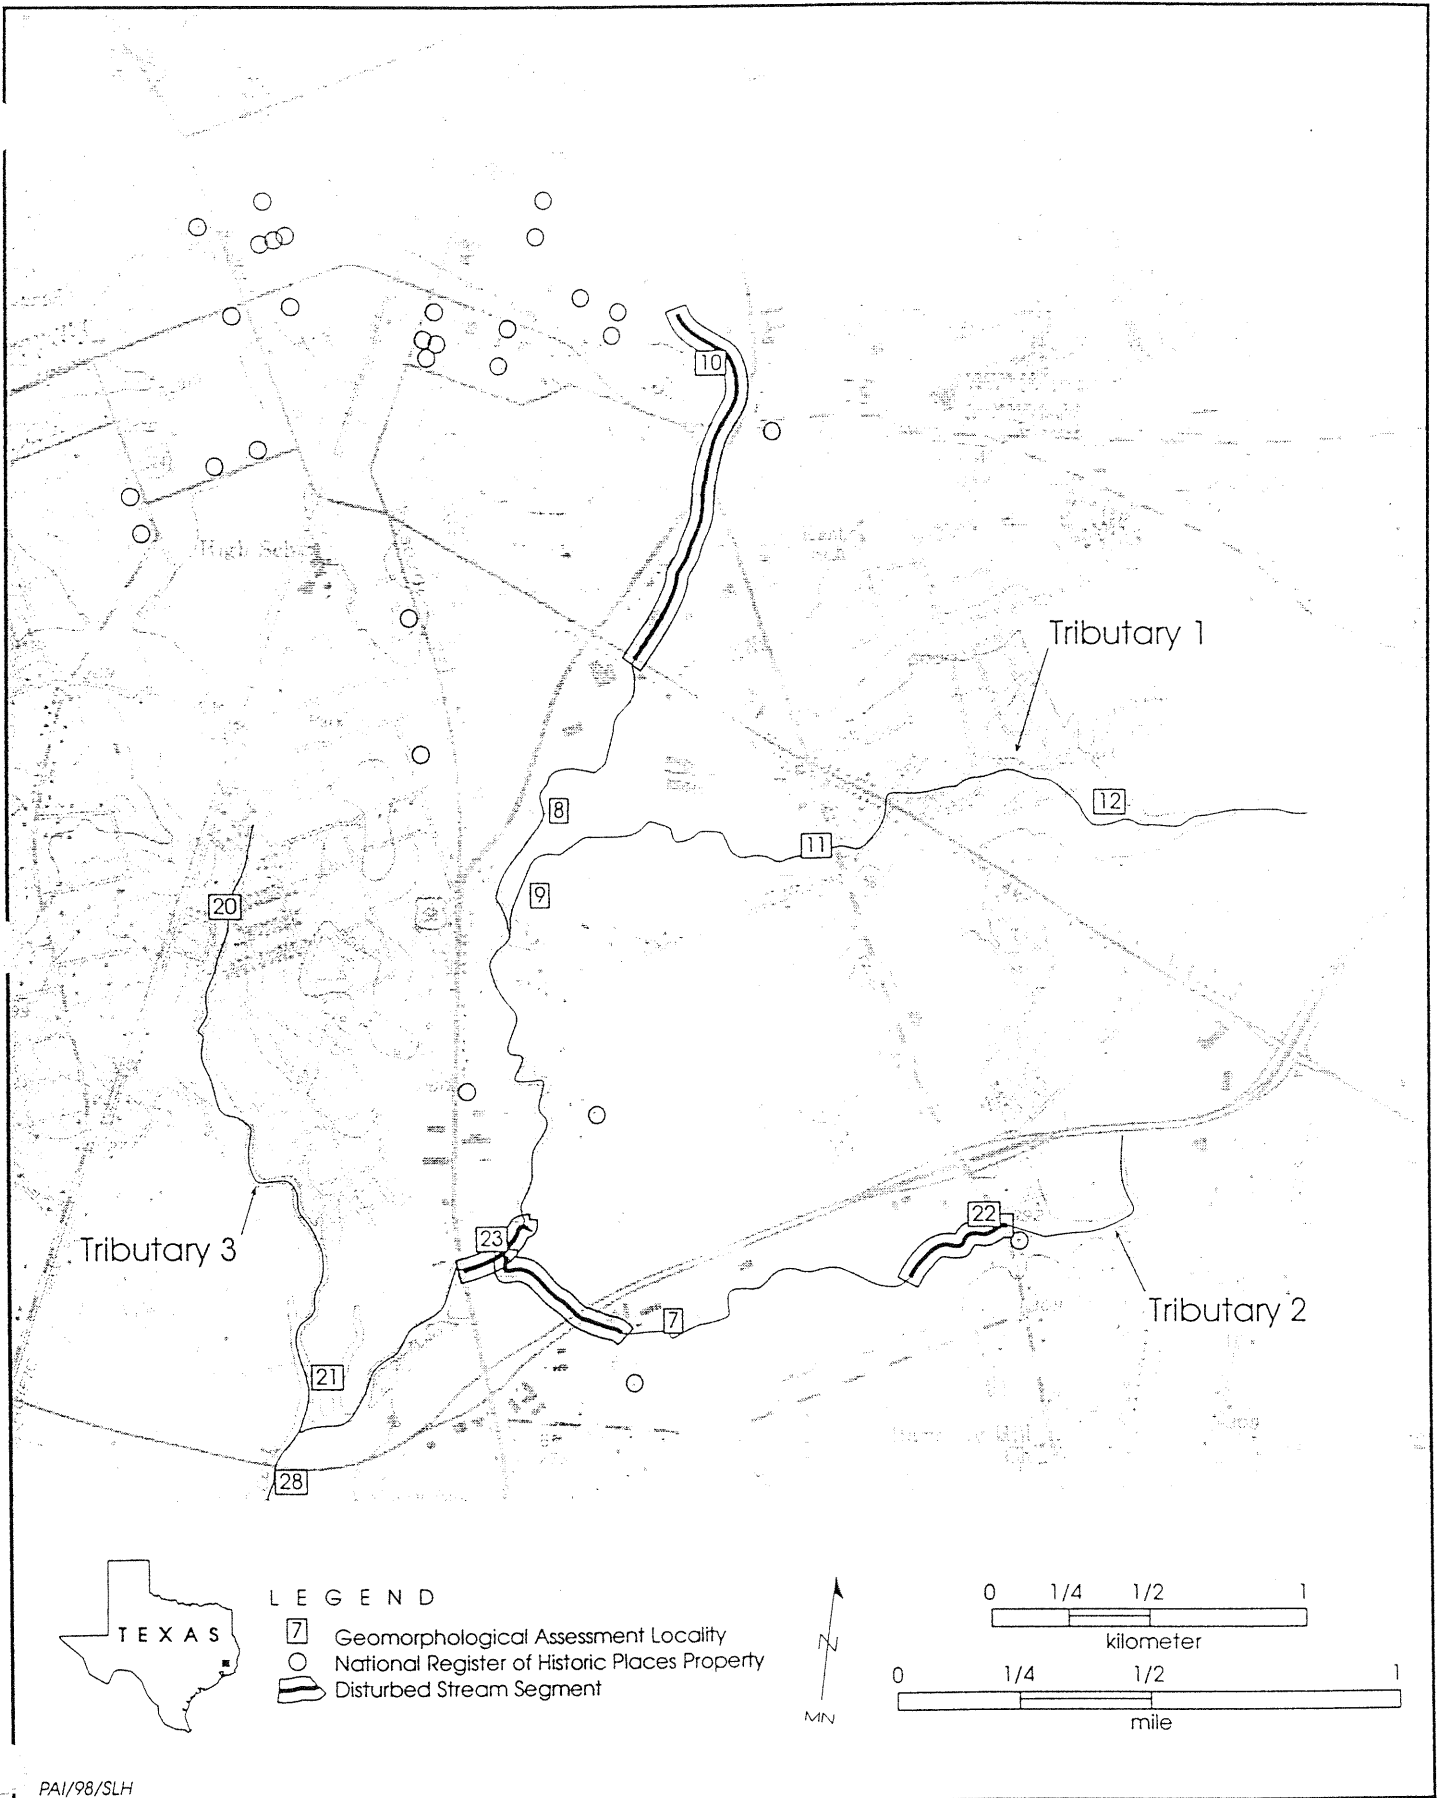 10
High
Tributary 1
8
12
11
9
20
22
23
Tributary 3
Tributary 2
7
21
28
TEXAS
LEGEND
7 Geomorphological Assessment Locality
National Register of Historic Places Property
Disturbed Stream Segment
N
MN
0 1/4 1/2 1
kilometer
0 1/4 1/2 1
mile
PAI/98/SLH